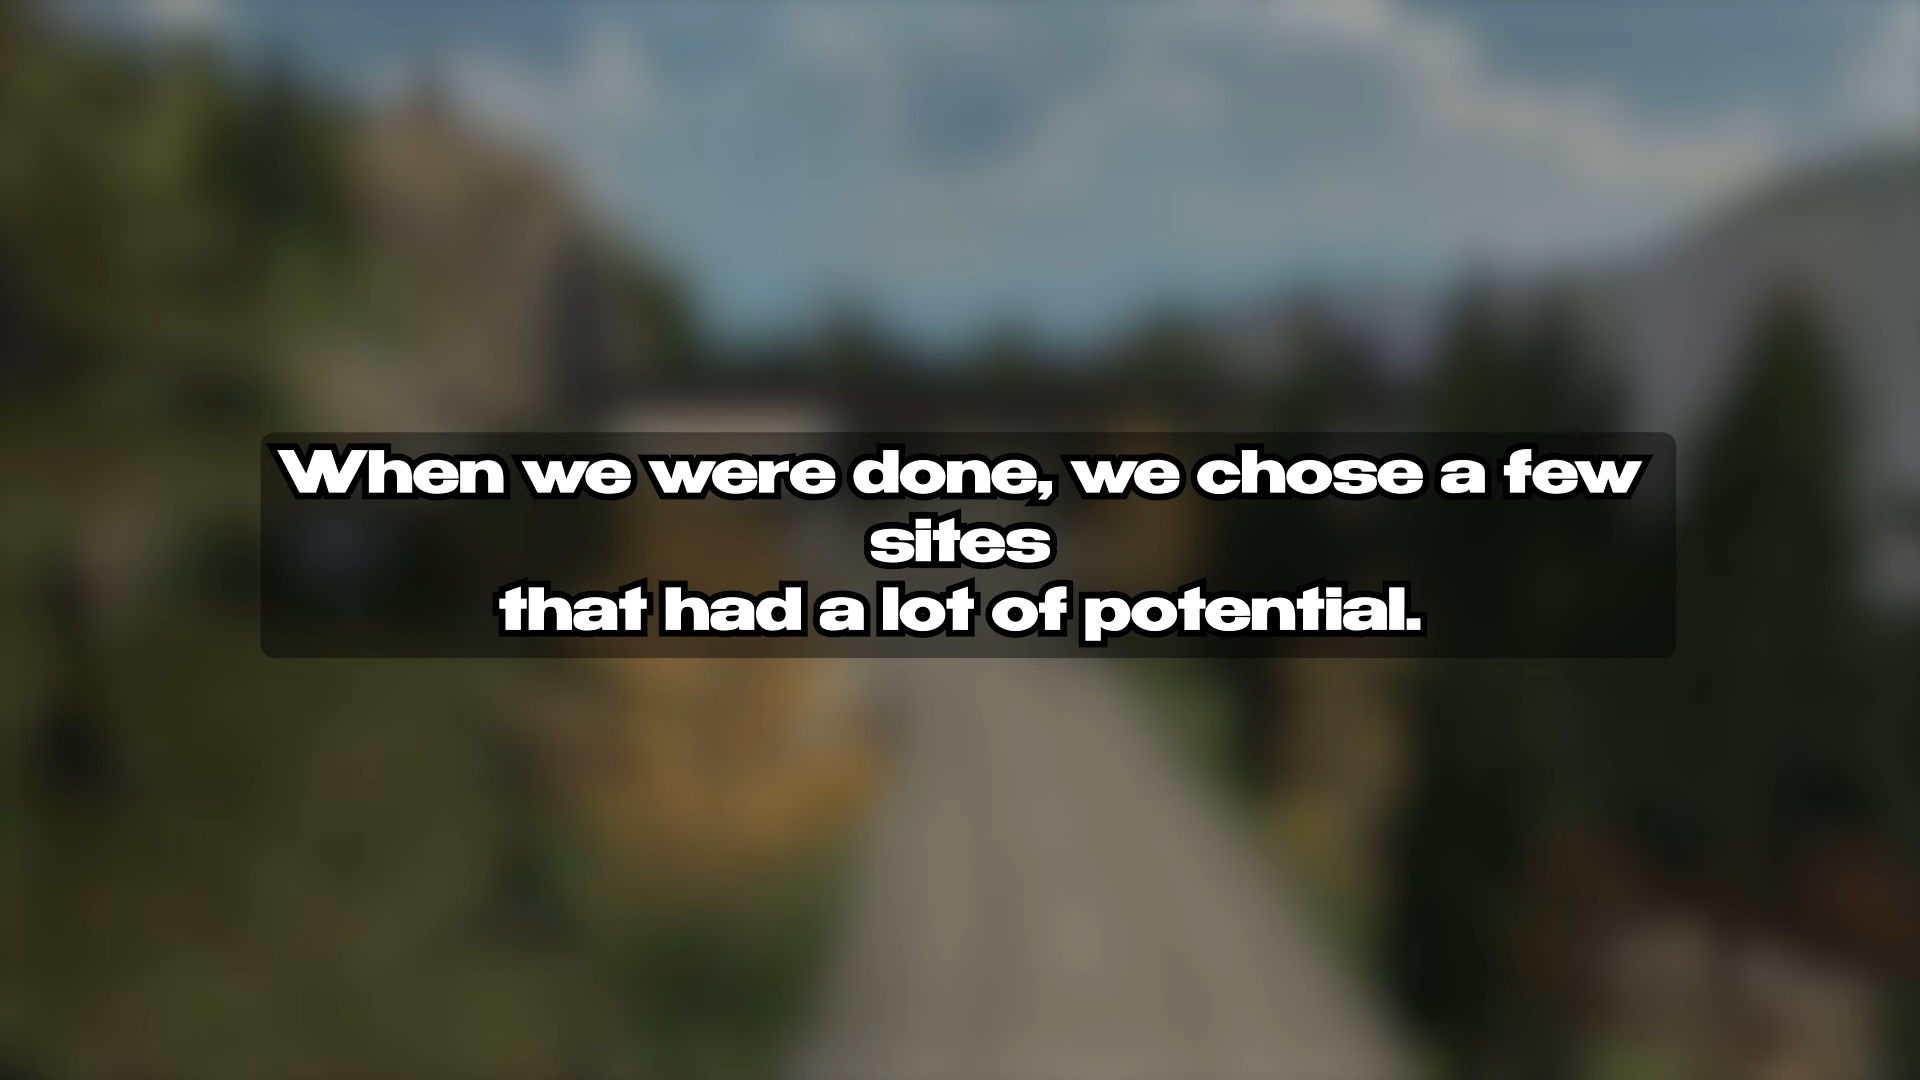 When we were done, we chose a few
sites
that had a lot of potential.